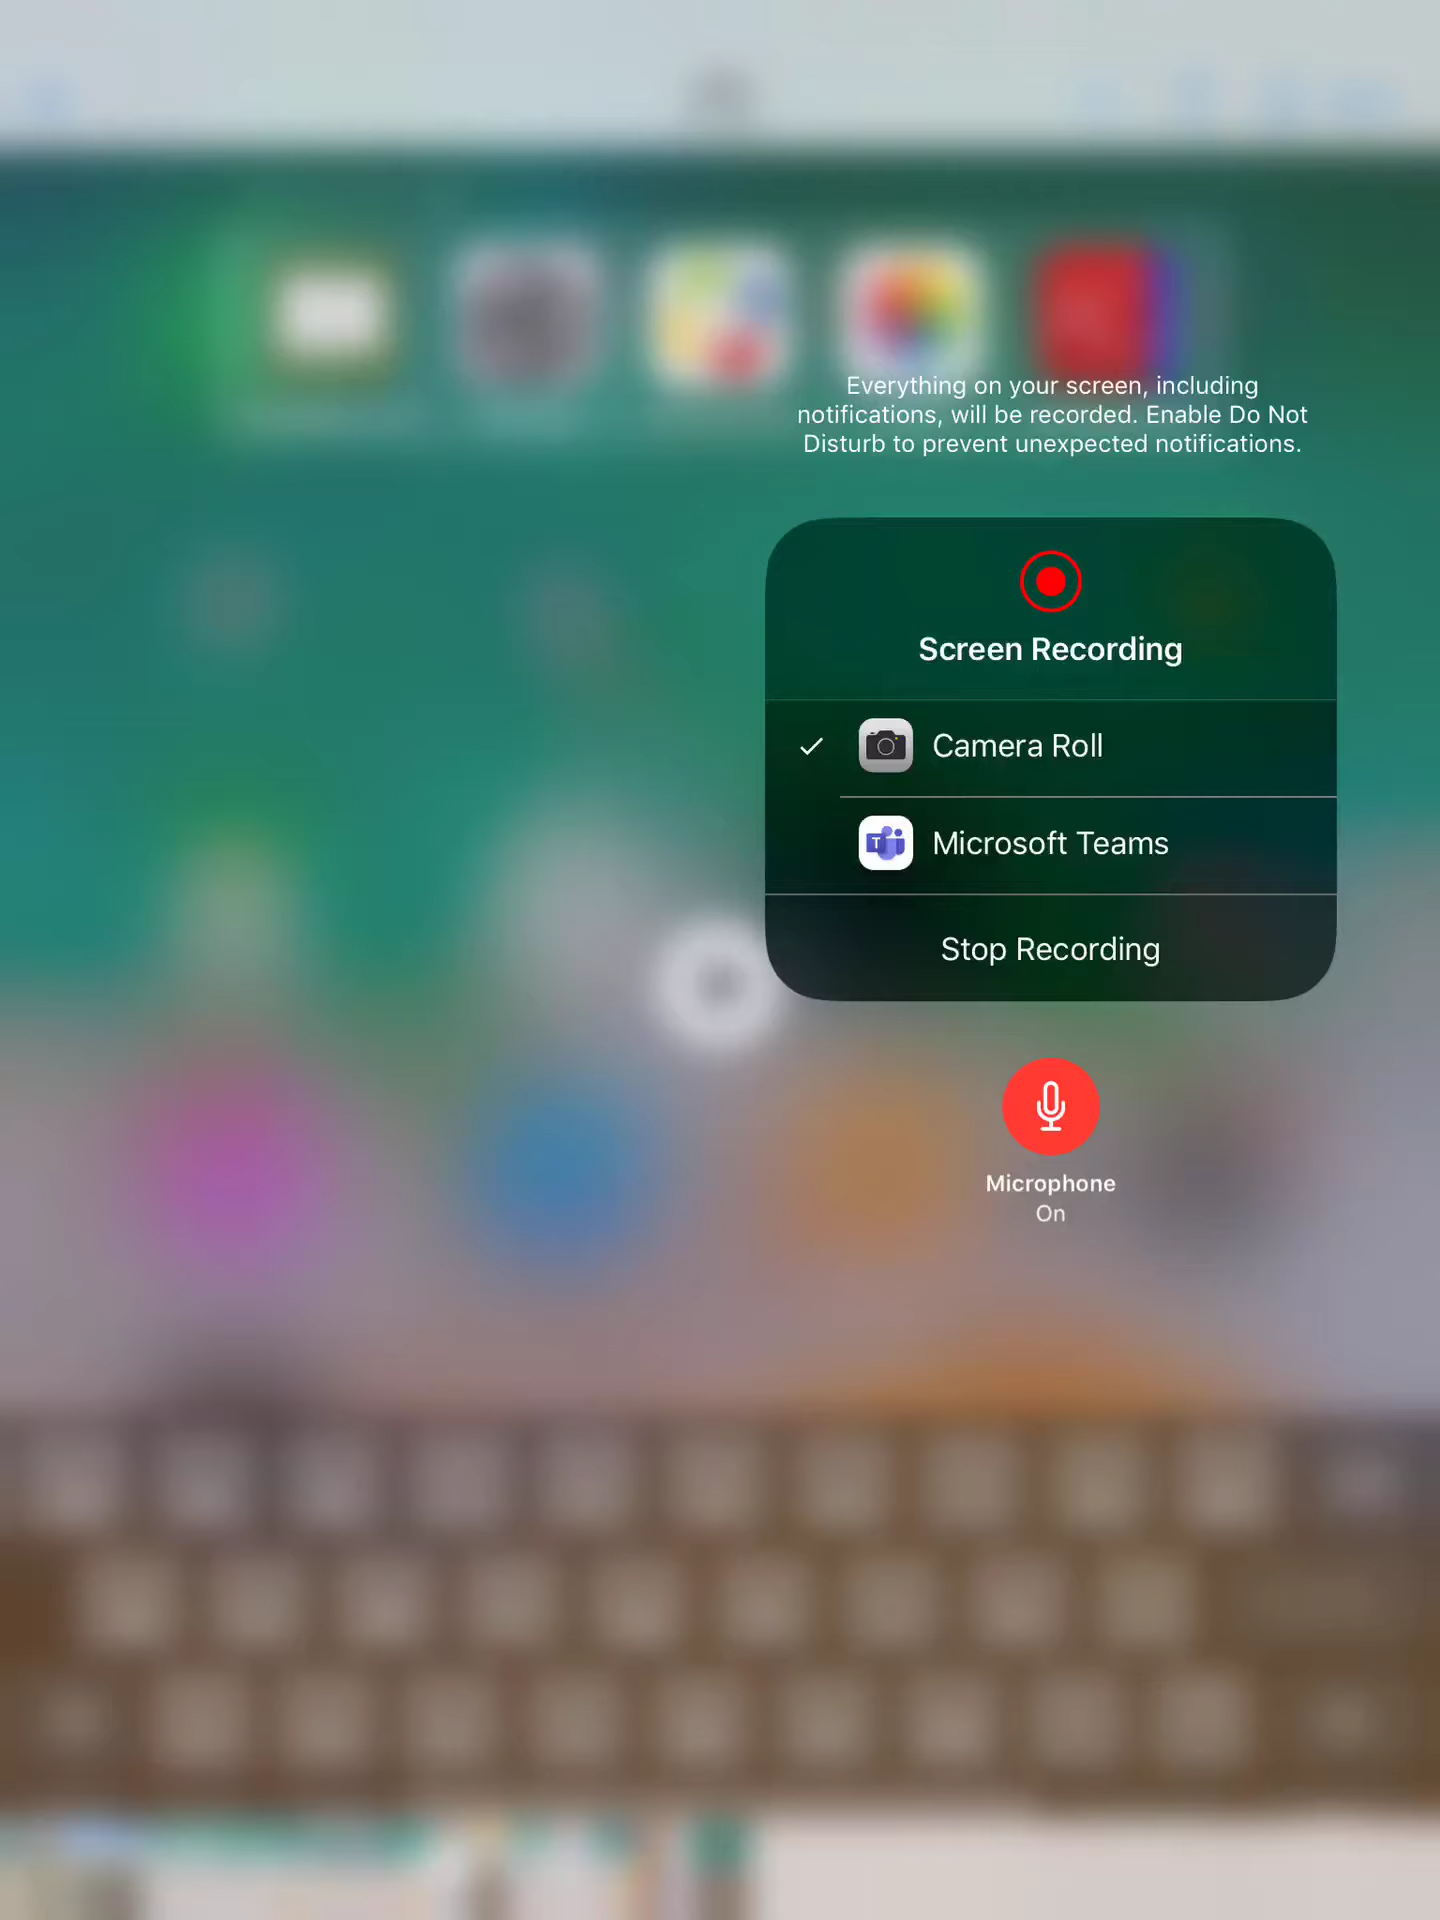 Everything on your screen, including
notifications, will be recorded. Enable Do Not
Disturb to prevent unexpected notifications.
Screen Recording
Camera Roll
T
Microsoft Teams
Stop Recording
Microphone
On